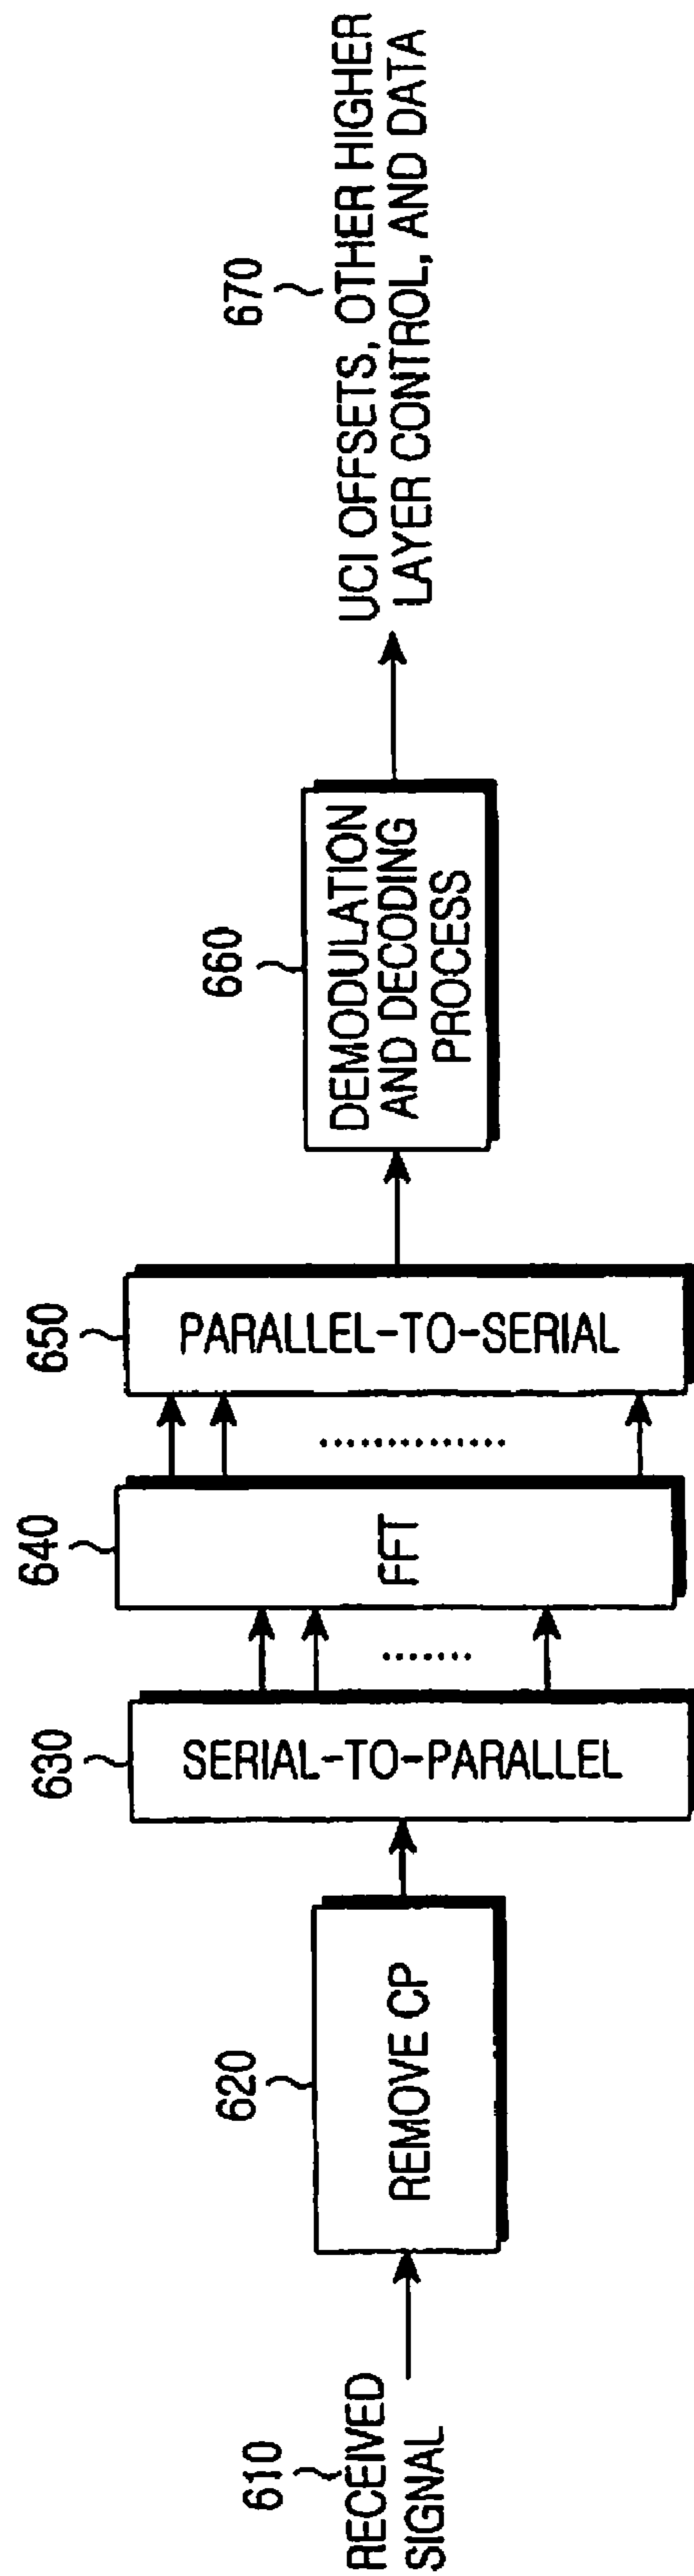 610
RECEIVED
SIGNAL
620
REMOVE CP
630
SERIAL-TO-PARALLEL
640
FFT
650
PARALLEL-TO-SERIAL
660
DEMODULATION
AND DECODING
PROCESS
670
UCI OFFSETS, OTHER HIGHER
LAYER CONTROL, AND DATA